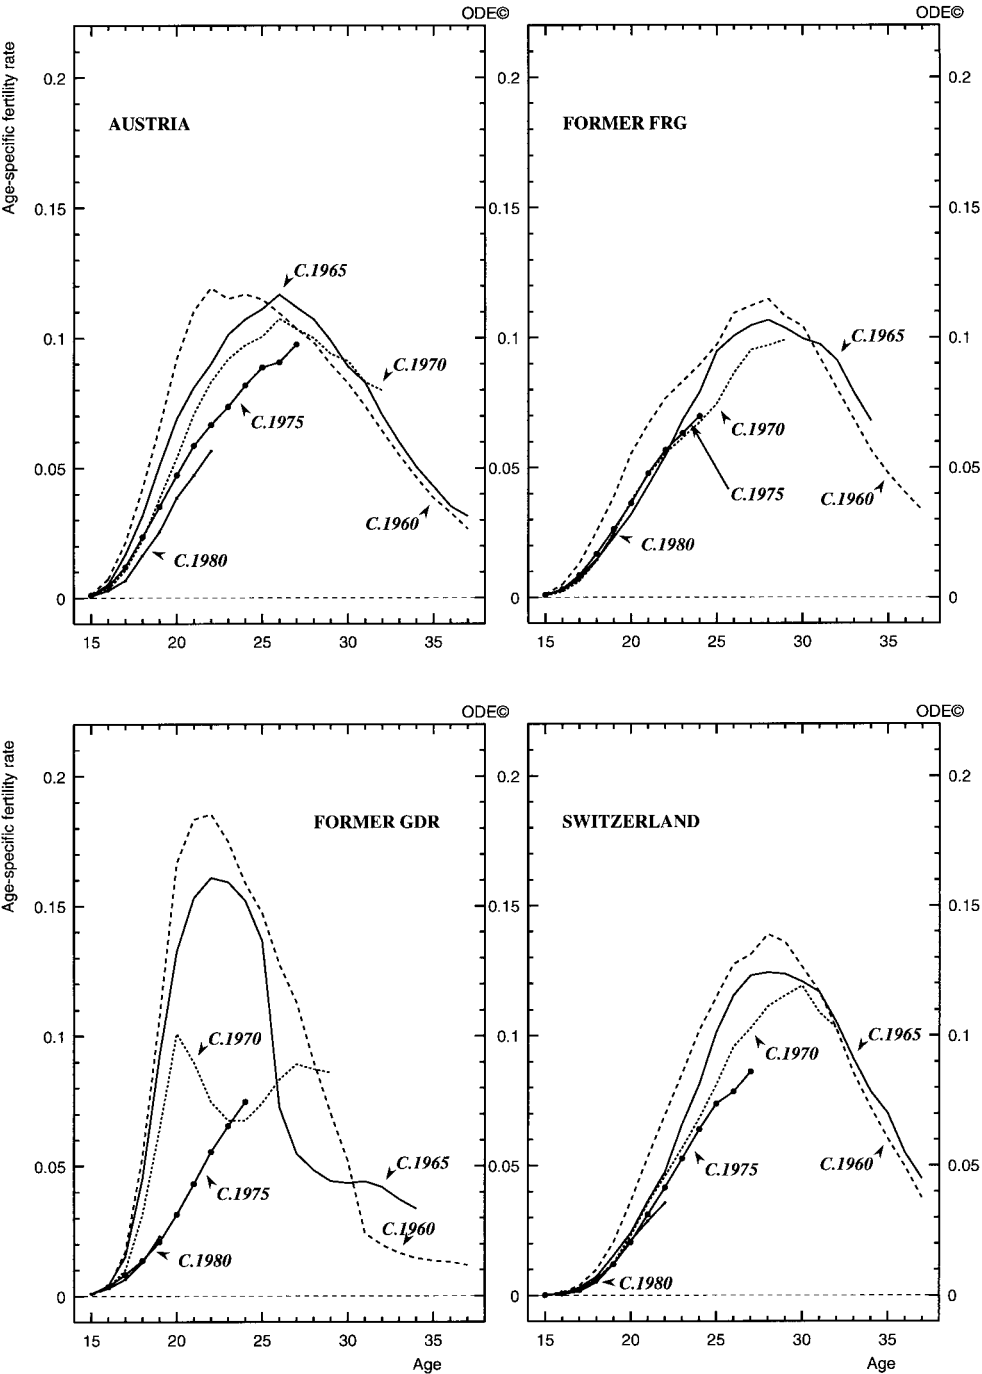 ODE©
Age-specific fertility rate
AUSTRIA
0.2
0.15
0.1
0.05
0
C.1965
C.1970
C.1975
C.1960
C.1980
15 20 25 30 35
ODE©
FORMER FRG
0.2
0.15
0.1
0.05
0
C.1965
C.1970
C.1975
C.1960
C.1980
15 20 25 30 35
0.2
0.15
0.1
0.05
0
ODE©
Age-specific fertility rate
FORMER GDR
0.2
0.15
0.1
0.05
0
C.1970
C.1965
C.1975
C.1960
C.1980
15 20 25 30 35
Age
ODE©
SWITZERLAND
0.2
0.15
0.1
0.05
0
C.1965
C.1970
C.1975
C.1960
C.1980
15 20 25 30 35
Age
0.2
0.15
0.1
0.05
0